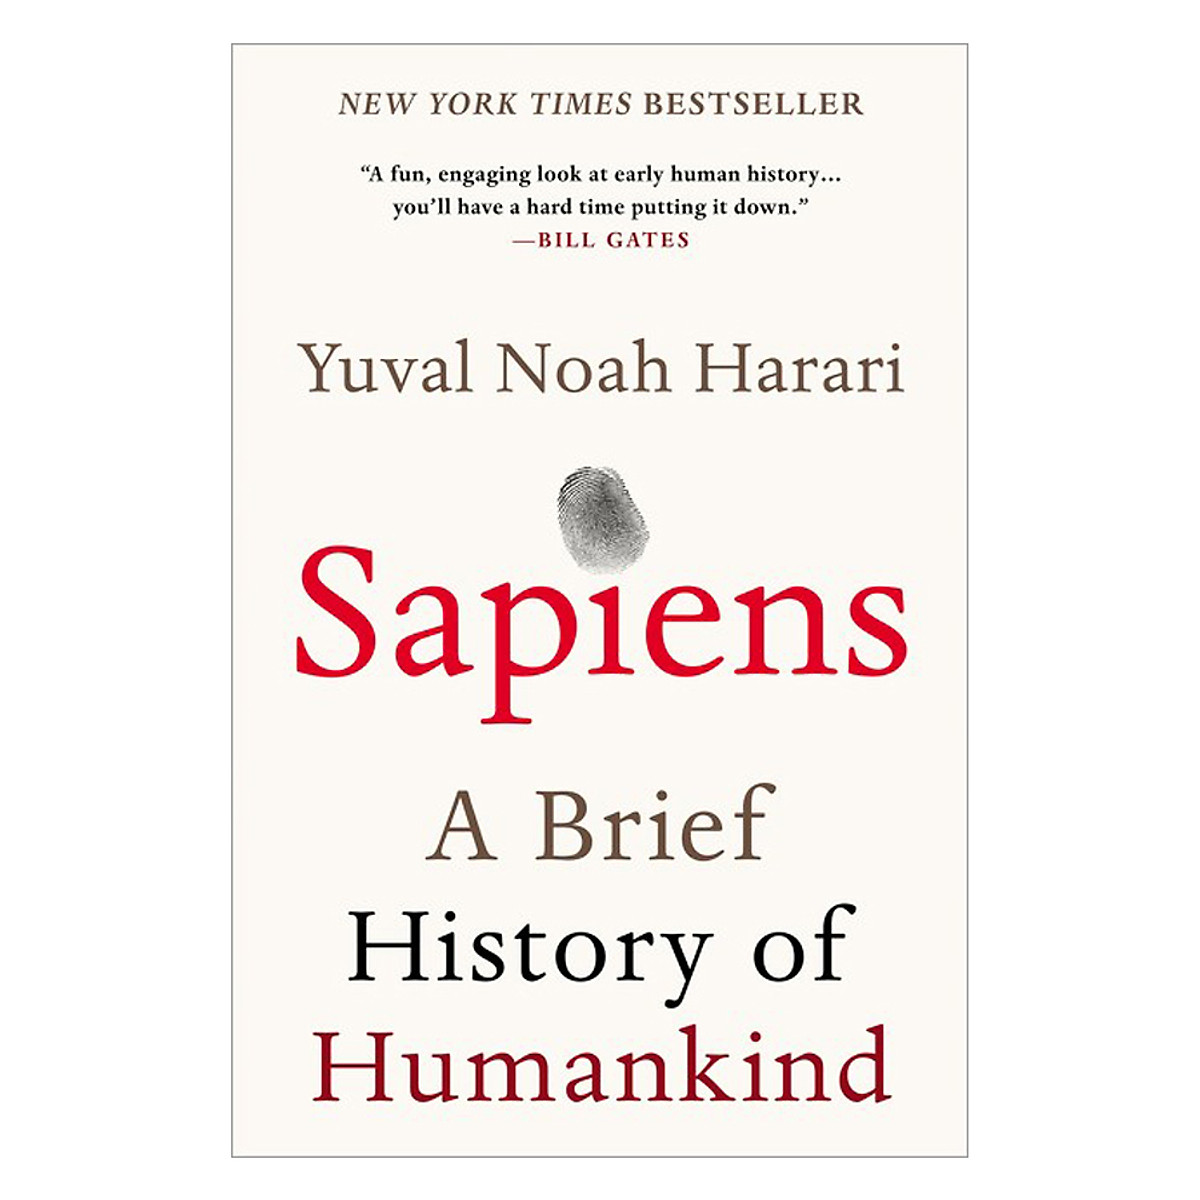 NEW YORK TIMES BESTSELLER
“A fun, engaging look at early human history...
you’ll have a hard time putting it down.”
—BILL GATES
Yuval Noah Harari
Sapiens
A Brief
History of
Humankind